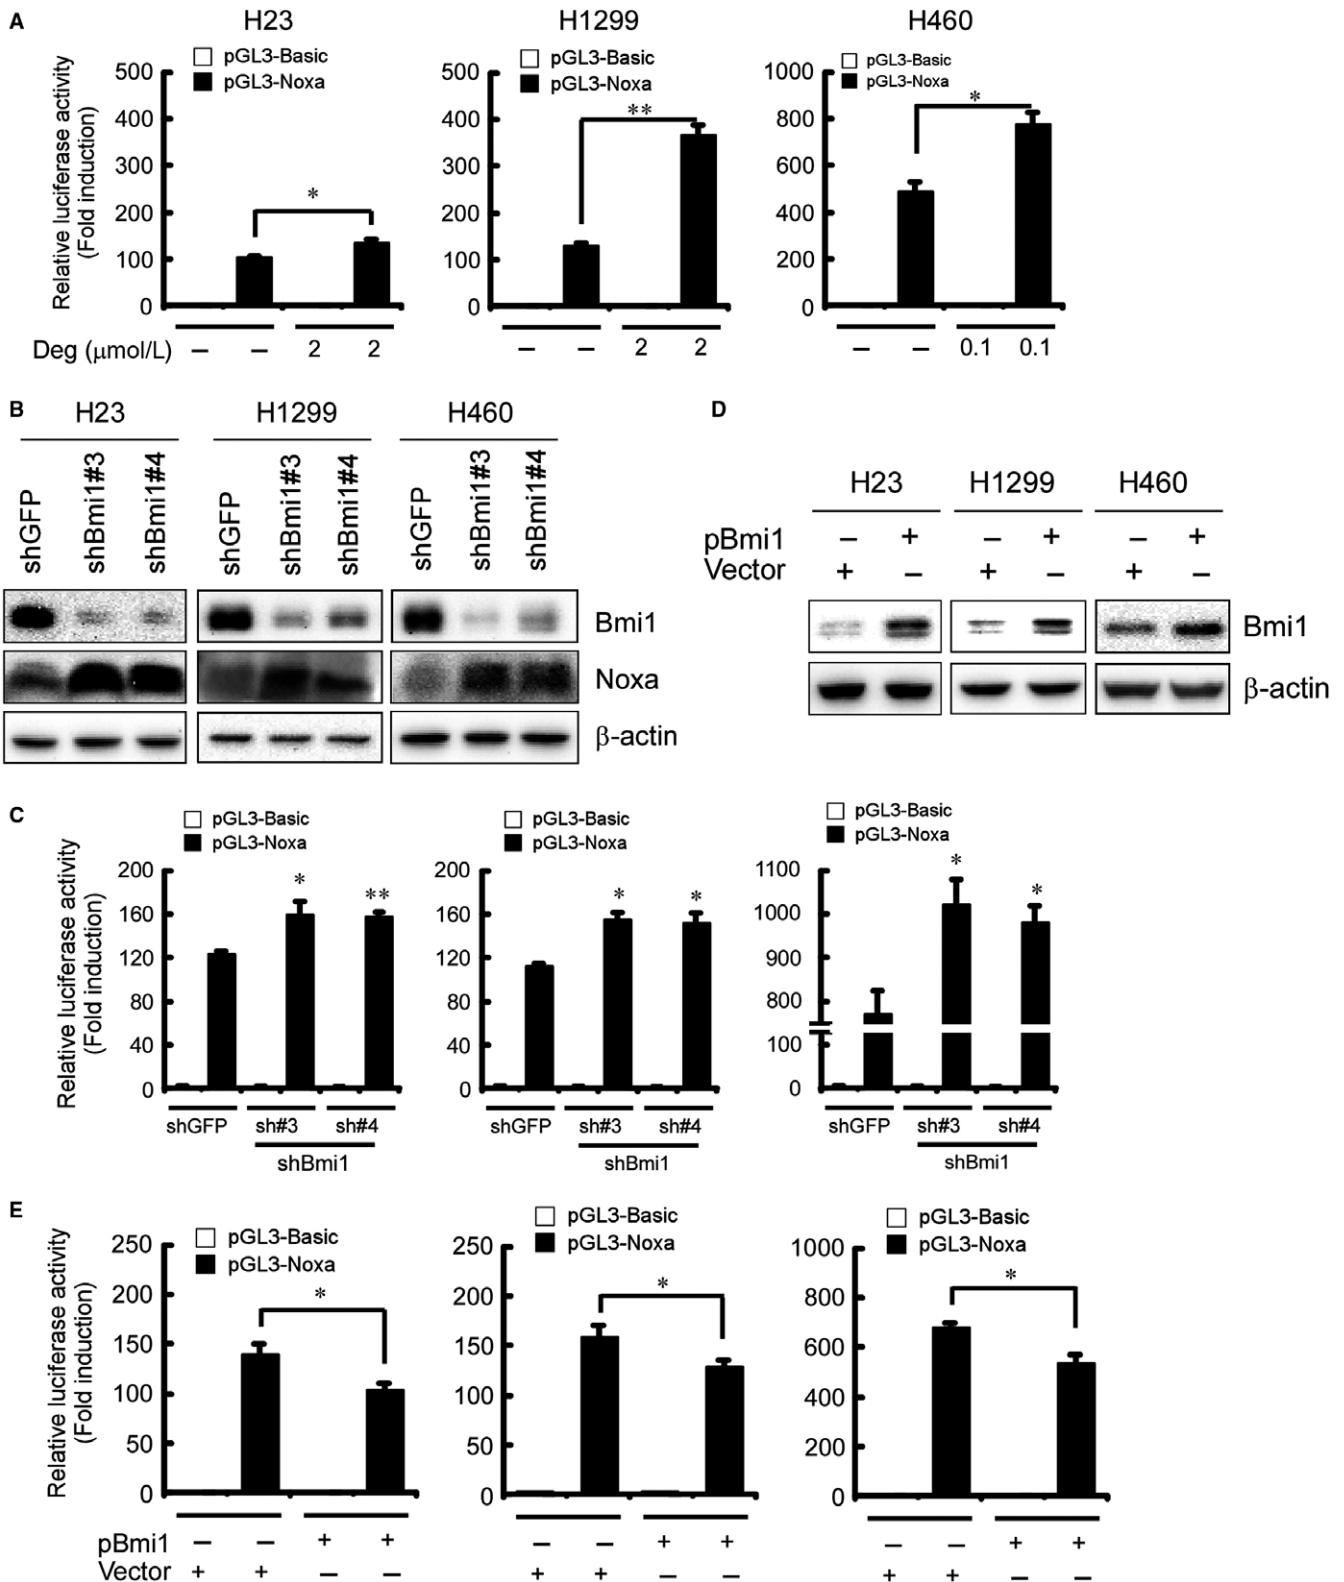 A
H23 H1299 H460
pGL3-Basic
pGL3-Noxa
pGL3-Basic
pGL3-Noxa
pGL3-Basic
pGL3-Noxa
Relative luciferase activity
(Fold induction)
500
400
300
200
100
0
*
500
400
300
200
100
0
**
1000
800
600
400
200
0
*
Deg (μmol/L) – – 2 2 – – 2 2 – – 0.1 0.1
B
H23 H1299 H460
shGFP shBmi1#3 shBmi1#4 shGFP shBmi1#3 shBmi1#4 shGFP shBmi1#3 shBmi1#4
Bmi1
Noxa
β-actin
D
H23 H1299 H460
pBmi1 – + – + – +
Vector + – + – + –
Bmi1
β-actin
C
pGL3-Basic
pGL3-Noxa
pGL3-Basic
pGL3-Noxa
pGL3-Basic
pGL3-Noxa
Relative luciferase activity
(Fold induction)
200
160
120
80
40
0
* **
shGFP sh#3 sh#4
shBmi1
200
160
120
80
40
0
* *
shGFP sh#3 sh#4
shBmi1
1100
1000
900
800
100
0
* *
shGFP sh#3 sh#4
shBmi1
E
pGL3-Basic
pGL3-Noxa
pGL3-Basic
pGL3-Noxa
pGL3-Basic
pGL3-Noxa
Relative luciferase activity
(Fold induction)
250
200
150
100
50
0
*
250
200
150
100
50
0
*
1000
800
600
400
200
0
*
pBmi1 – – + + – – + + – – + +
Vector + + – – + + – – + + – –